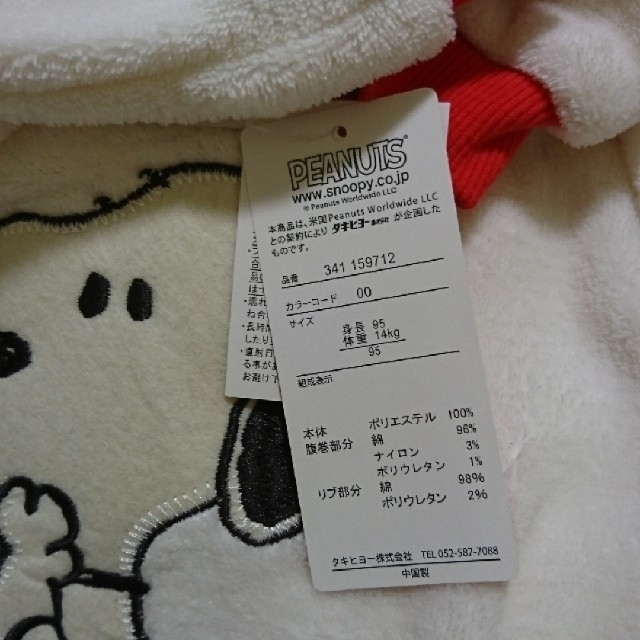 PEANUTS
www.snoopy.co.jp
© Peanuts Worldwide LLC
本商品は、米国Peanuts Worldwide LLC
との契約により タキヒヨー株式会社 が企画した
ものです。
品番 341 159712
カラーコード 00
サイズ
身長 95
体重 14kg
95
組成表示
本体 ポリエステル 100%
腹巻部分 綿 96%
ナイロン 3%
ポリウレタン 1%
リブ部分 綿 98%
ポリウレタン 2%
タキヒヨー株式会社 TEL 052-587-7088
中国製